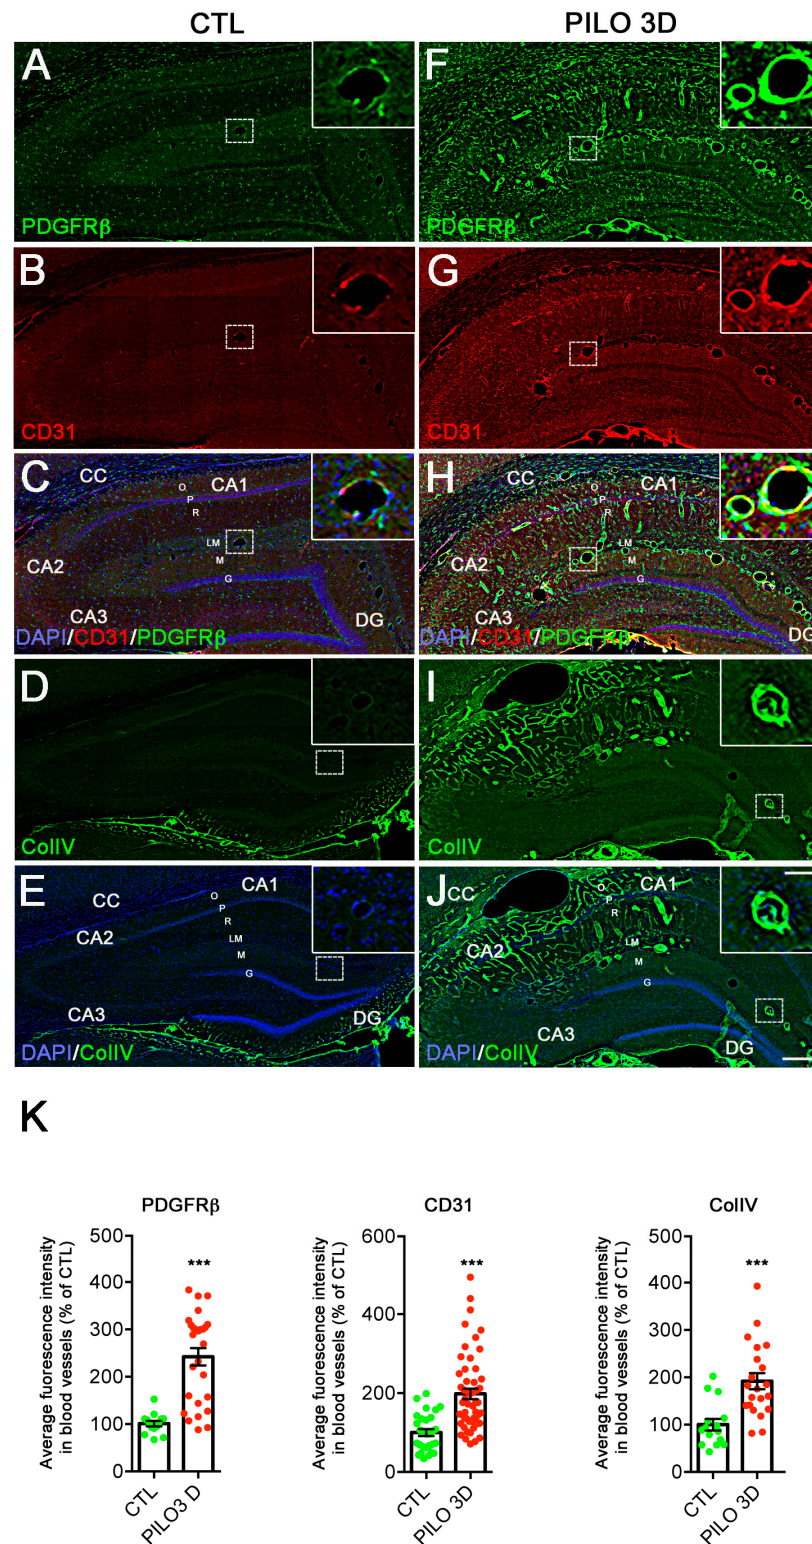 CTL PILO 3D
A F
PDGFRβ PDGFRβ
B G
CD31 CD31
C H
CC CA1 CC CA1
O O
P P
R R
LM LM
CA2 M CA2 M
G G
CA3 DG CA3 DG
DAPI/CD31/PDGFRβ DAPI/CD31/PDGFRβ
D I
ColIV ColIV
E J
CC CA1 CC CA1
O O
P P
R R
CA2 LM CA2 LM
M M
G G
CA3 DG CA3 DG
DAPI/ColIV DAPI/ColIV
K
PDGFRβ
Average fuorescence intensity
in blood vessels (% of CTL)
500
400
300
200
100
0
***
CTL
PILO3 D
CD31
Average fluorescence intensity
in blood vessels (% of CTL)
600
400
200
0
***
CTL
PILO 3D
ColIV
Average fluorescence intensity
in blood vessels (% of CTL)
500
400
300
200
100
0
***
CTL
PILO 3D